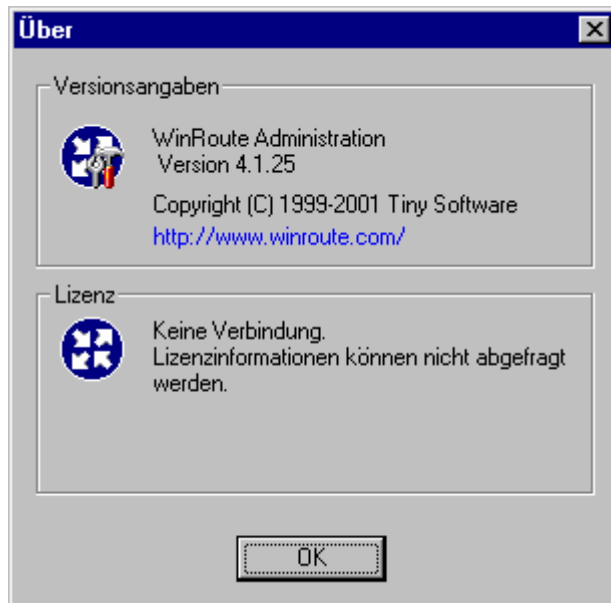 Über
Versionsangaben
WinRoute Administration
Version 4.1.25
Copyright (C) 1999-2001 Tiny Software
http://www.winroute.com/
Lizenz
Keine Verbindung.
Lizenzinformationen können nicht abgefragt
werden.
OK